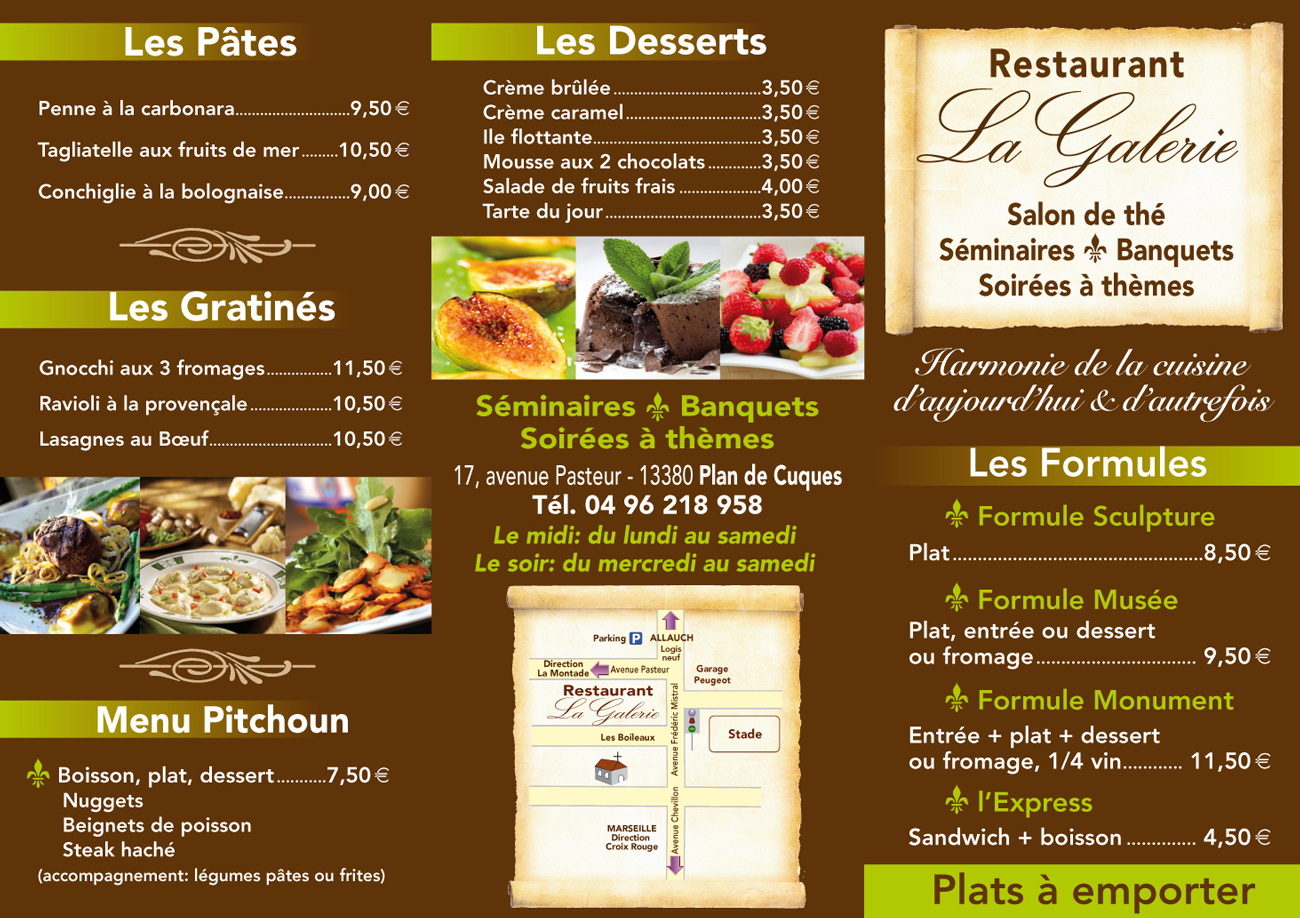 Les Pâtes
Penne à la carbonara............................9,50 €
Tagliatelle aux fruits de mer.........10,50 €
Conchiglie à la bolognaise................9,00 €
Les Gratinés
Gnocchi aux 3 fromages................11,50 €
Ravioli à la provençale....................10,50 €
Lasagnes au Bœuf..............................10,50 €
Menu Pitchoun
Boisson, plat, dessert...........7,50 €
Nuggets
Beignets de poisson
Steak haché
(accompagnement: légumes pâtes ou frites)
Les Desserts
Crème brûlée....................................3,50 €
Crème caramel.................................3,50 €
Ile flottante.........................................3,50 €
Mousse aux 2 chocolats.............3,50 €
Salade de fruits frais....................4,00 €
Tarte du jour......................................3,50 €
Séminaires Banquets
Soirées à thèmes
17, avenue Pasteur - 13380 Plan de Cuques
Tél. 04 96 218 958
Le midi: du lundi au samedi
Le soir: du mercredi au samedi
Parking P ALLAUCH
Logis
neuf
Direction
La Montade
Avenue Pasteur
Garage
Peugeot
Restaurant
La Galerie
Avenue Frédéric Mistral
Stade
Les Boileaux
Avenue Chevillon
MARSEILLE
Direction
Croix Rouge
Restaurant
La Galerie
Salon de thé
Séminaires Banquets
Soirées à thèmes
Harmonie de la cuisine
d'aujourd'hui & d'autrefois
Les Formules
Formule Sculpture
Plat.............................................................8,50 €
Formule Musée
Plat, entrée ou dessert
ou fromage............................... 9,50 €
Formule Monument
Entrée + plat + dessert
ou fromage, 1/4 vin............ 11,50 €
l'Express
Sandwich + boisson.............. 4,50 €
Plats à emporter